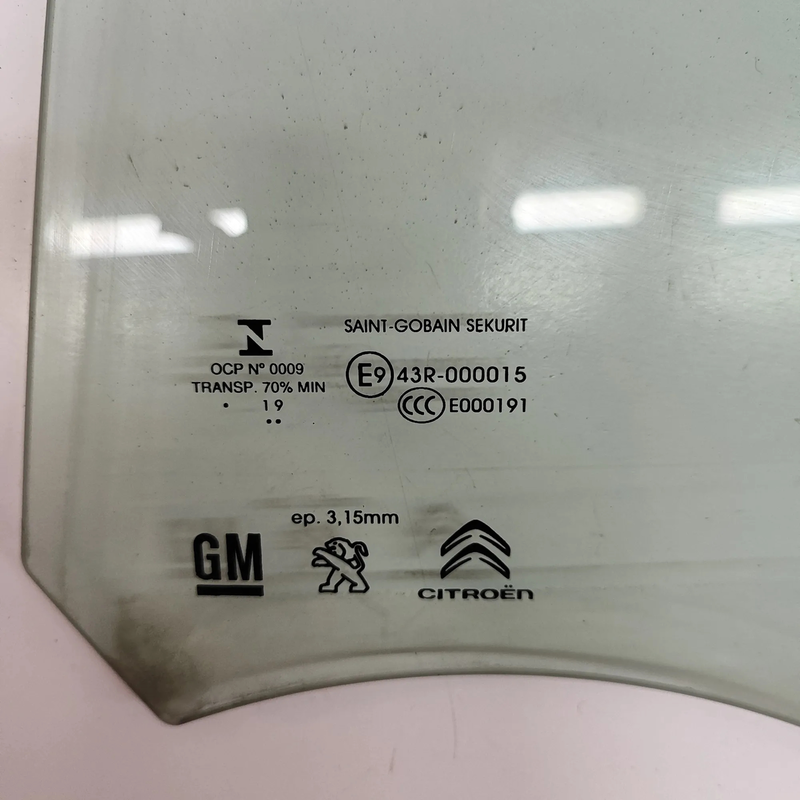 SAINT-GOBAIN SEKURIT
OCP Nº 0009
TRANSP. 70% MIN
• 19
••
E9 43R-000015
CCC E000191
ep. 3,15mm
GM
CITROËN